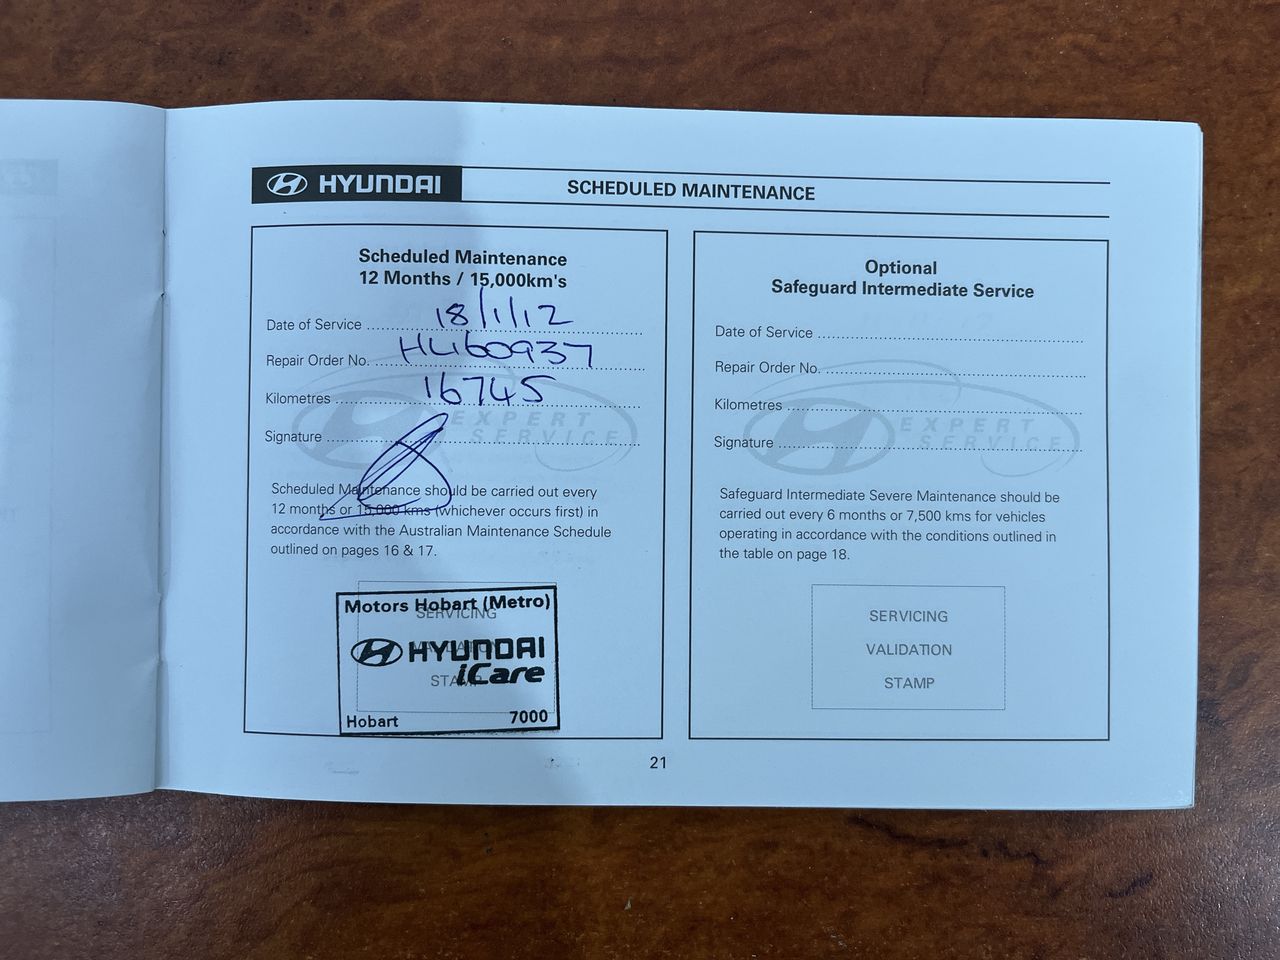 HYUNDAI
SCHEDULED MAINTENANCE
Scheduled Maintenance
12 Months / 15,000km's
Date of Service 18/1/12
Repair Order No. HU60937
Kilometres 16745
EXPERT
SERVICE
Signature
Scheduled Maintenance should be carried out every
12 months or 15,000 kms (whichever occurs first) in
accordance with the Australian Maintenance Schedule
outlined on pages 16 & 17.
SERVICING
VALIDATION
STAMP
Motors Hobart (Metro)
HYUNDAI
iCare
Hobart 7000
Optional
Safeguard Intermediate Service
Date of Service
Repair Order No.
Kilometres
EXPERT
SERVICE
Signature
Safeguard Intermediate Severe Maintenance should be
carried out every 6 months or 7,500 kms for vehicles
operating in accordance with the conditions outlined in
the table on page 18.
SERVICING
VALIDATION
STAMP
21